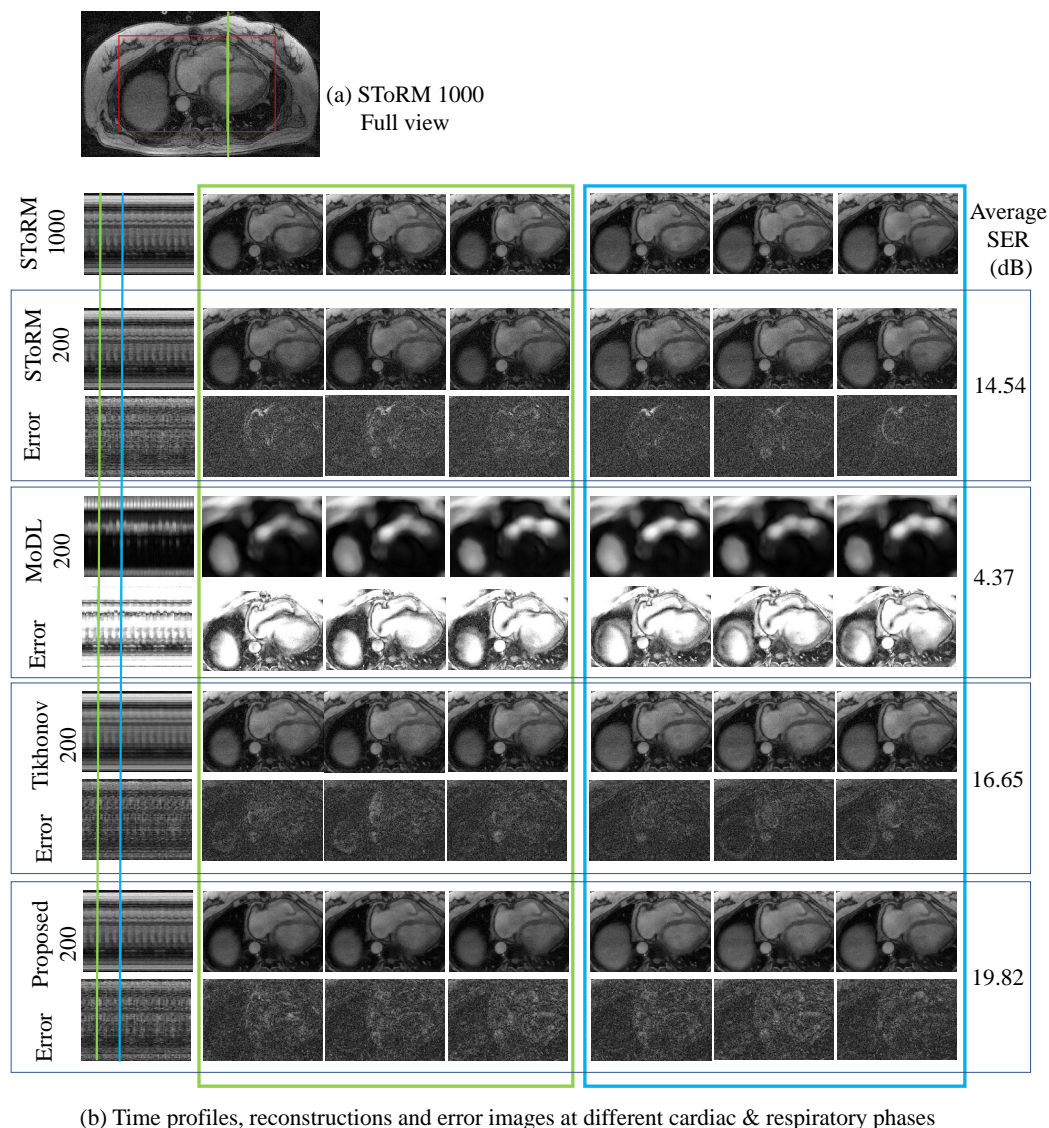 (a) SToRM 1000
Full view
SToRM
1000
Average
SER
(dB)
SToRM
200
Error
14.54
MoDL
200
Error
4.37
Tikhonov
200
Error
16.65
Proposed
200
Error
19.82
(b) Time profiles, reconstructions and error images at different cardiac & respiratory phases